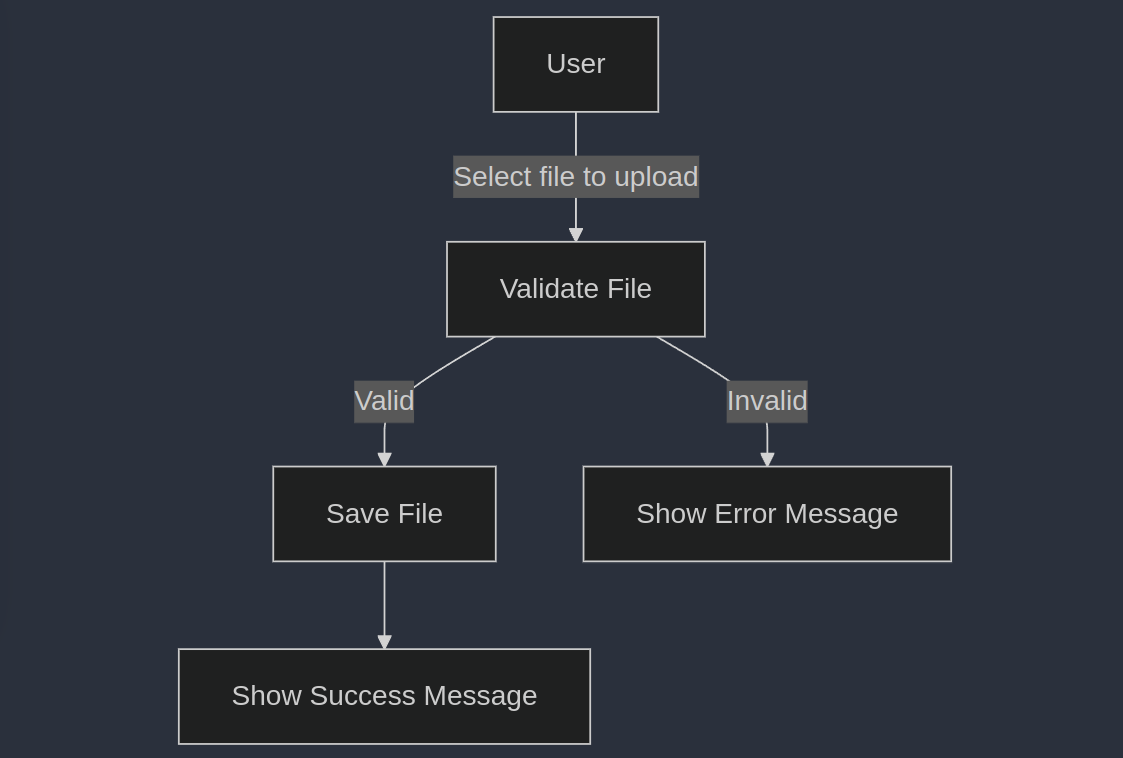 User
Select file to upload
Validate File
Valid
Invalid
Save File
Show Error Message
Show Success Message